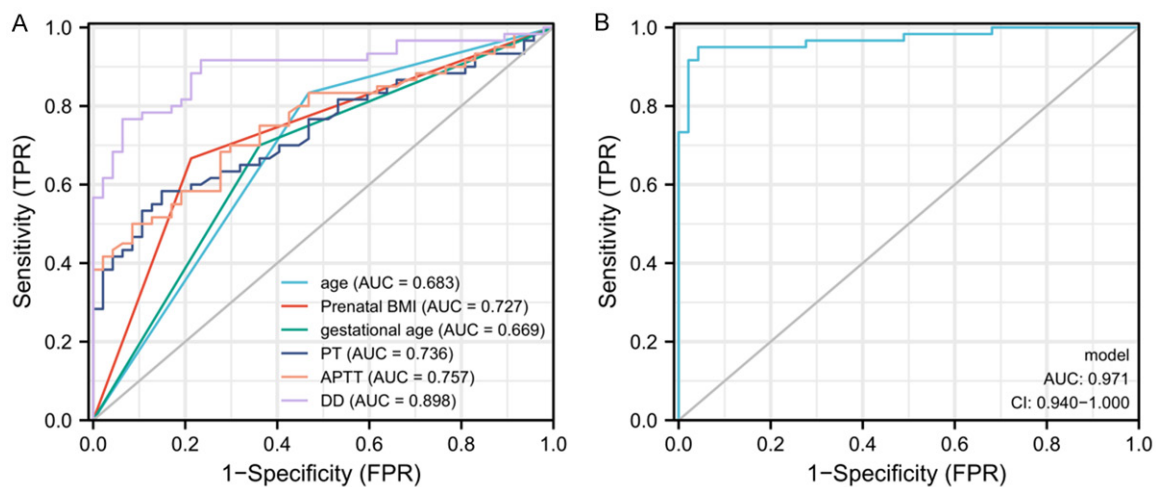 A
Sensitivity (TPR)
1.0
0.8
0.6
0.4
0.2
0.0
age (AUC = 0.683)
Prenatal BMI (AUC = 0.727)
gestational age (AUC = 0.669)
PT (AUC = 0.736)
APTT (AUC = 0.757)
DD (AUC = 0.898)
0.0 0.2 0.4 0.6 0.8 1.0
1−Specificity (FPR)
B
Sensitivity (TPR)
1.0
0.8
0.6
0.4
0.2
0.0
model
AUC: 0.971
CI: 0.940−1.000
0.0 0.2 0.4 0.6 0.8 1.0
1−Specificity (FPR)